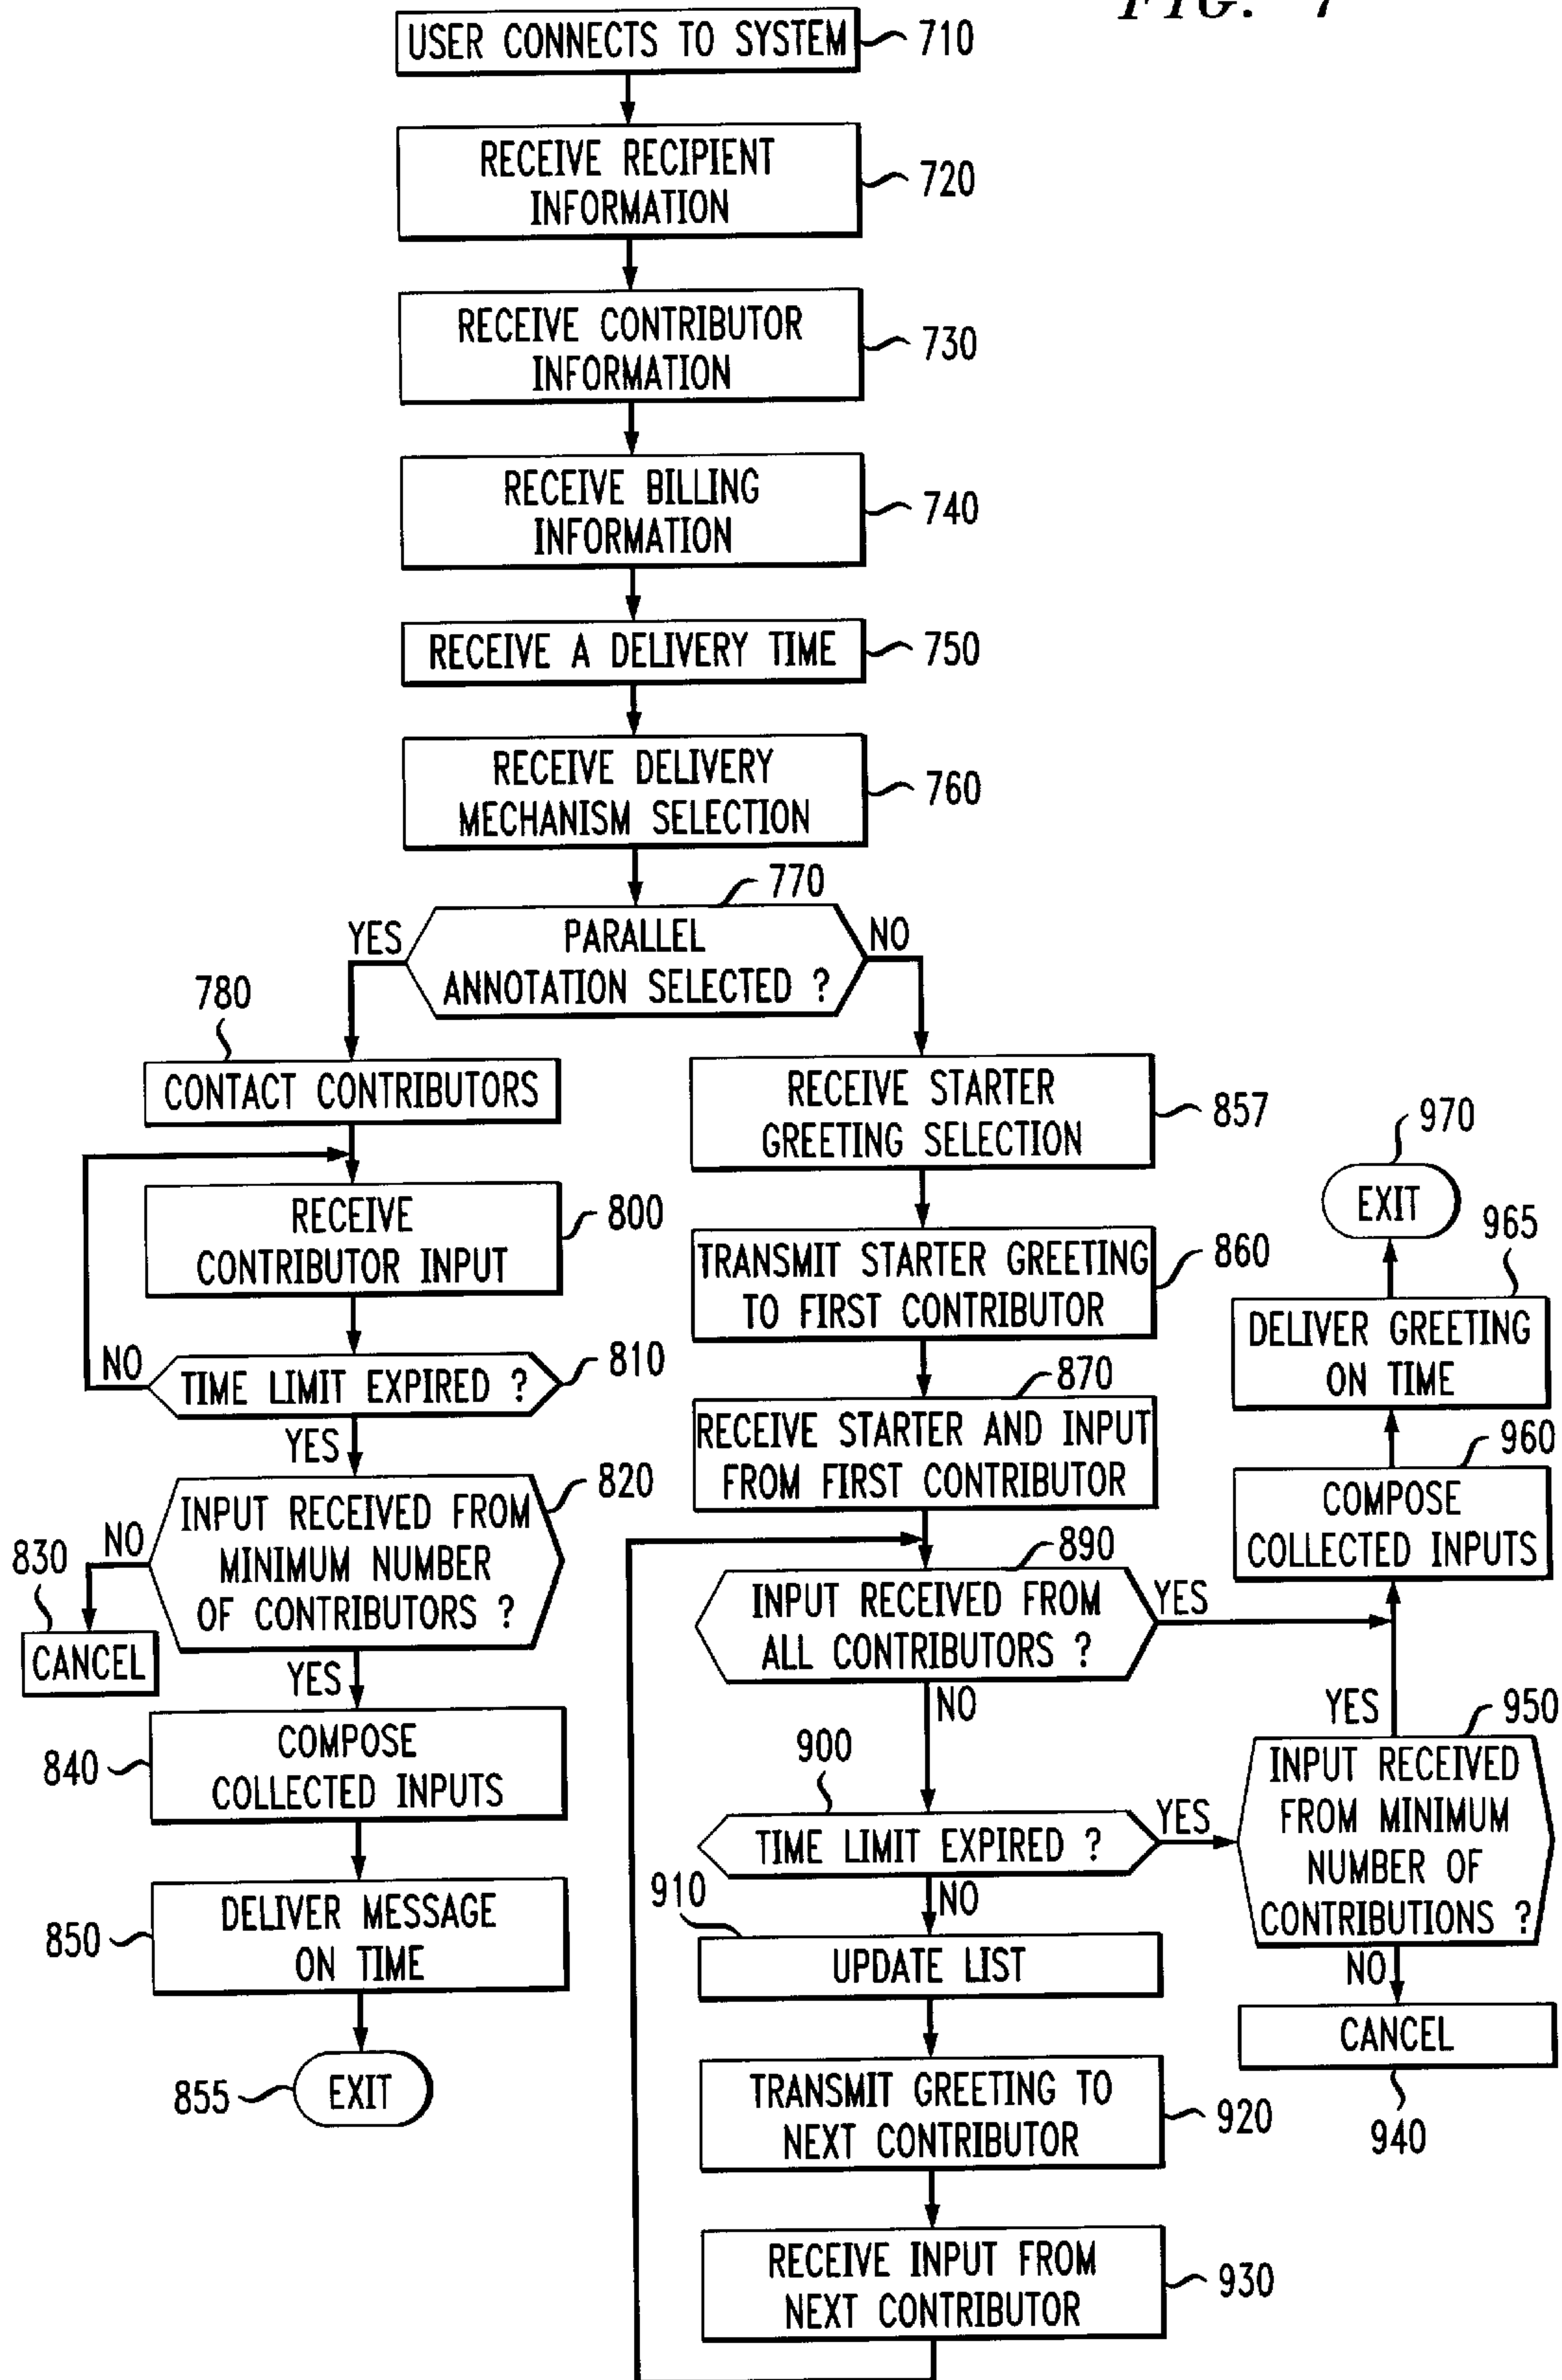 FIG. 7
USER CONNECTS TO SYSTEM
710
RECEIVE RECIPIENT
INFORMATION
720
RECEIVE CONTRIBUTOR
INFORMATION
730
RECEIVE BILLING
INFORMATION
740
RECEIVE A DELIVERY TIME
750
RECEIVE DELIVERY
MECHANISM SELECTION
760
770
PARALLEL
ANNOTATION SELECTED ?
YES
NO
780
CONTACT CONTRIBUTORS
RECEIVE
CONTRIBUTOR INPUT
800
TIME LIMIT EXPIRED ?
810
NO
YES
INPUT RECEIVED FROM
MINIMUM NUMBER
OF CONTRIBUTORS ?
820
NO
830
CANCEL
YES
COMPOSE
COLLECTED INPUTS
840
DELIVER MESSAGE
ON TIME
850
EXIT
855
RECEIVE STARTER
GREETING SELECTION
857
TRANSMIT STARTER GREETING
TO FIRST CONTRIBUTOR
860
870
RECEIVE STARTER AND INPUT
FROM FIRST CONTRIBUTOR
890
INPUT RECEIVED FROM
ALL CONTRIBUTORS ?
YES
NO
900
TIME LIMIT EXPIRED ?
YES
NO
910
UPDATE LIST
TRANSMIT GREETING TO
NEXT CONTRIBUTOR
920
RECEIVE INPUT FROM
NEXT CONTRIBUTOR
930
970
EXIT
965
DELIVER GREETING
ON TIME
960
COMPOSE
COLLECTED INPUTS
YES
950
INPUT RECEIVED
FROM MINIMUM
NUMBER OF
CONTRIBUTIONS ?
NO
CANCEL
940